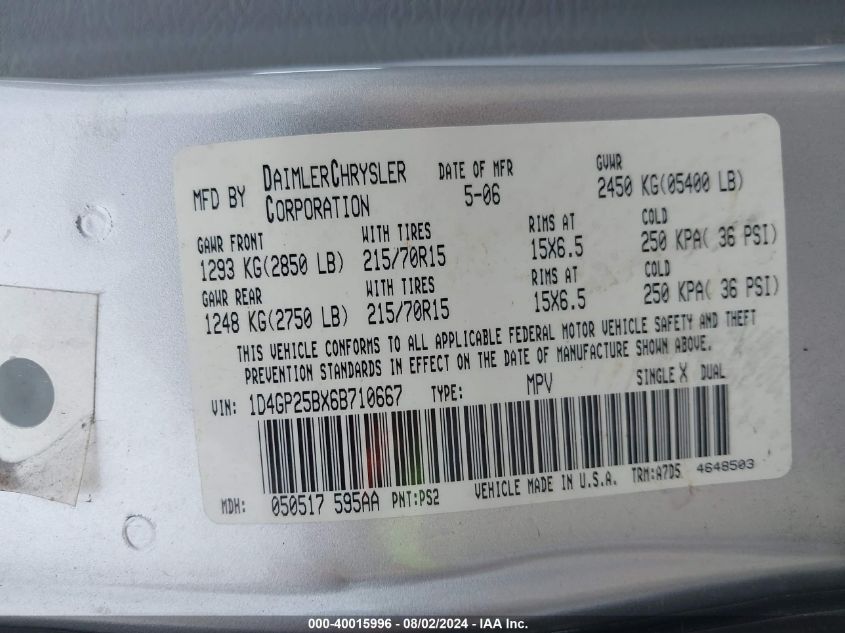 MFD BY DAIMLERCHRYSLER CORPORATION DATE OF MFR 5-06 GVWR 2450 KG(05400 LB)
GAWR FRONT WITH TIRES RIMS AT COLD
1293 KG(2850 LB) 215/70R15 15X6.5 250 KPA( 36 PSI)
GAWR REAR WITH TIRES RIMS AT COLD
1248 KG(2750 LB) 215/70R15 15X6.5 250 KPA( 36 PSI)
THIS VEHICLE CONFORMS TO ALL APPLICABLE FEDERAL MOTOR VEHICLE SAFETY AND THEFT
PREVENTION STANDARDS IN EFFECT ON THE DATE OF MANUFACTURE SHOWN ABOVE.
VIN: 1D4GP25BX6B710667 TYPE: MPV SINGLE X DUAL
MDH: 050517 595AA PNT:PS2 VEHICLE MADE IN U.S.A. TRM:A7D5 4648503
000-40015996 - 08/02/2024 - IAA Inc.